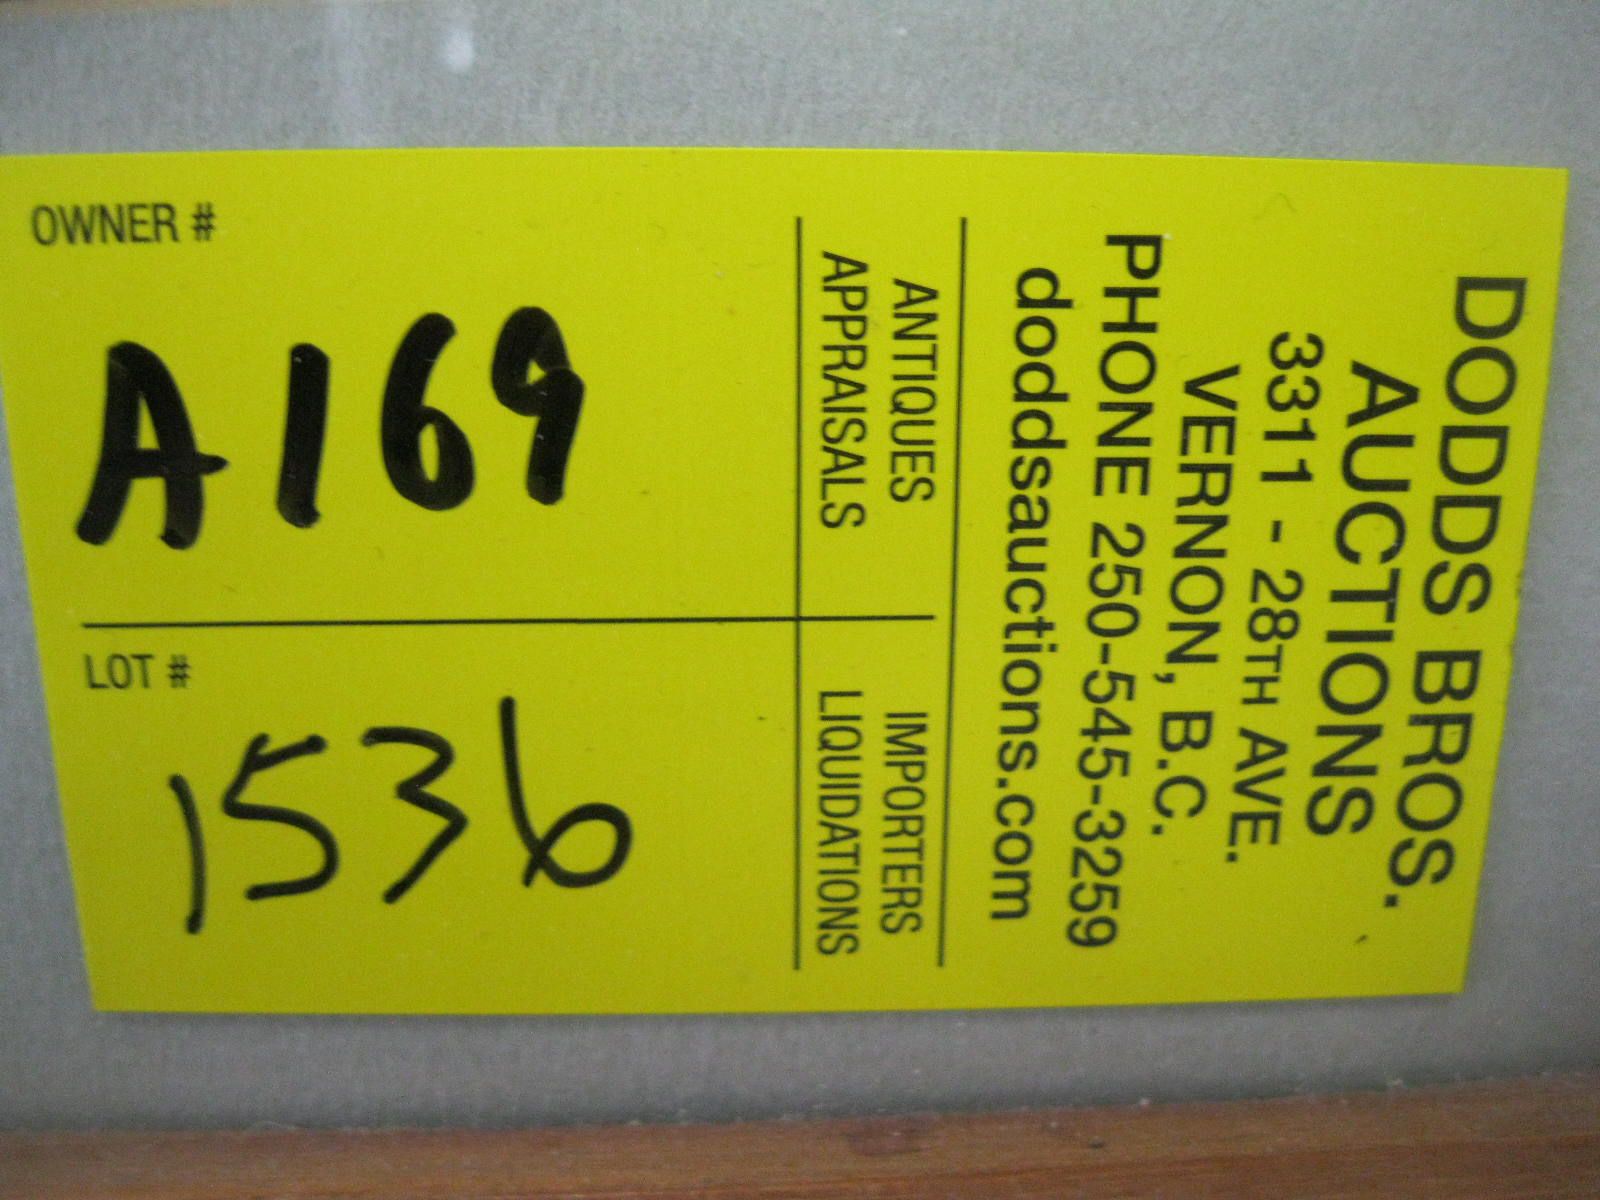 DODDS BROS.
AUCTIONS
3311 - 28TH AVE.
VERNON, B.C.
PHONE 250-545-3259
doddsauctions.com
ANTIQUES
APPRAISALS
IMPORTERS
LIQUIDATIONS
OWNER #
A169
LOT #
1536